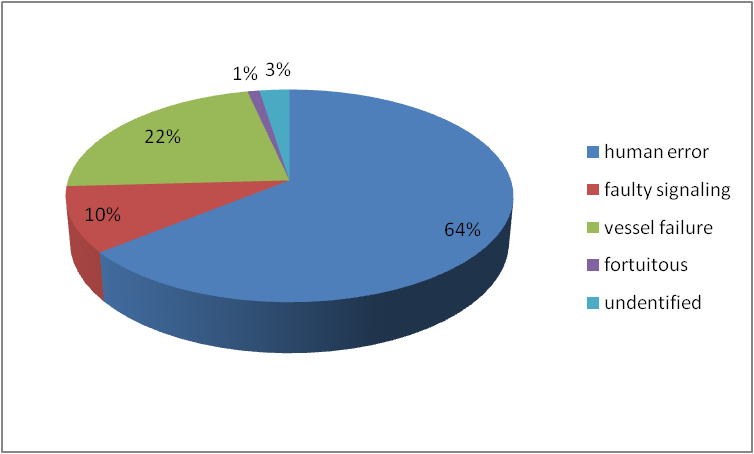 1% 3%
22%
10%
64%
human error
faulty signaling
vessel failure
fortuitous
undentified